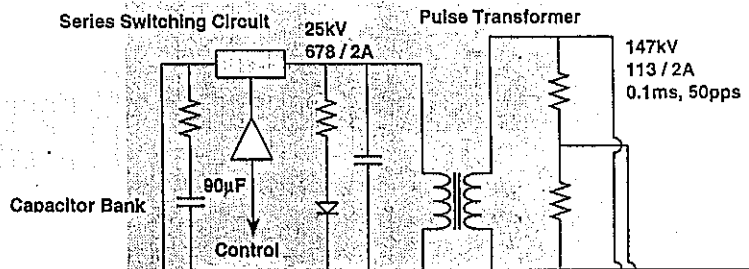 Series Switching Circuit
25kV
678 / 2A
Pulse Transformer
147kV
113 / 2A
0.1ms, 50pps
90μF
Capacitor Bank
Control